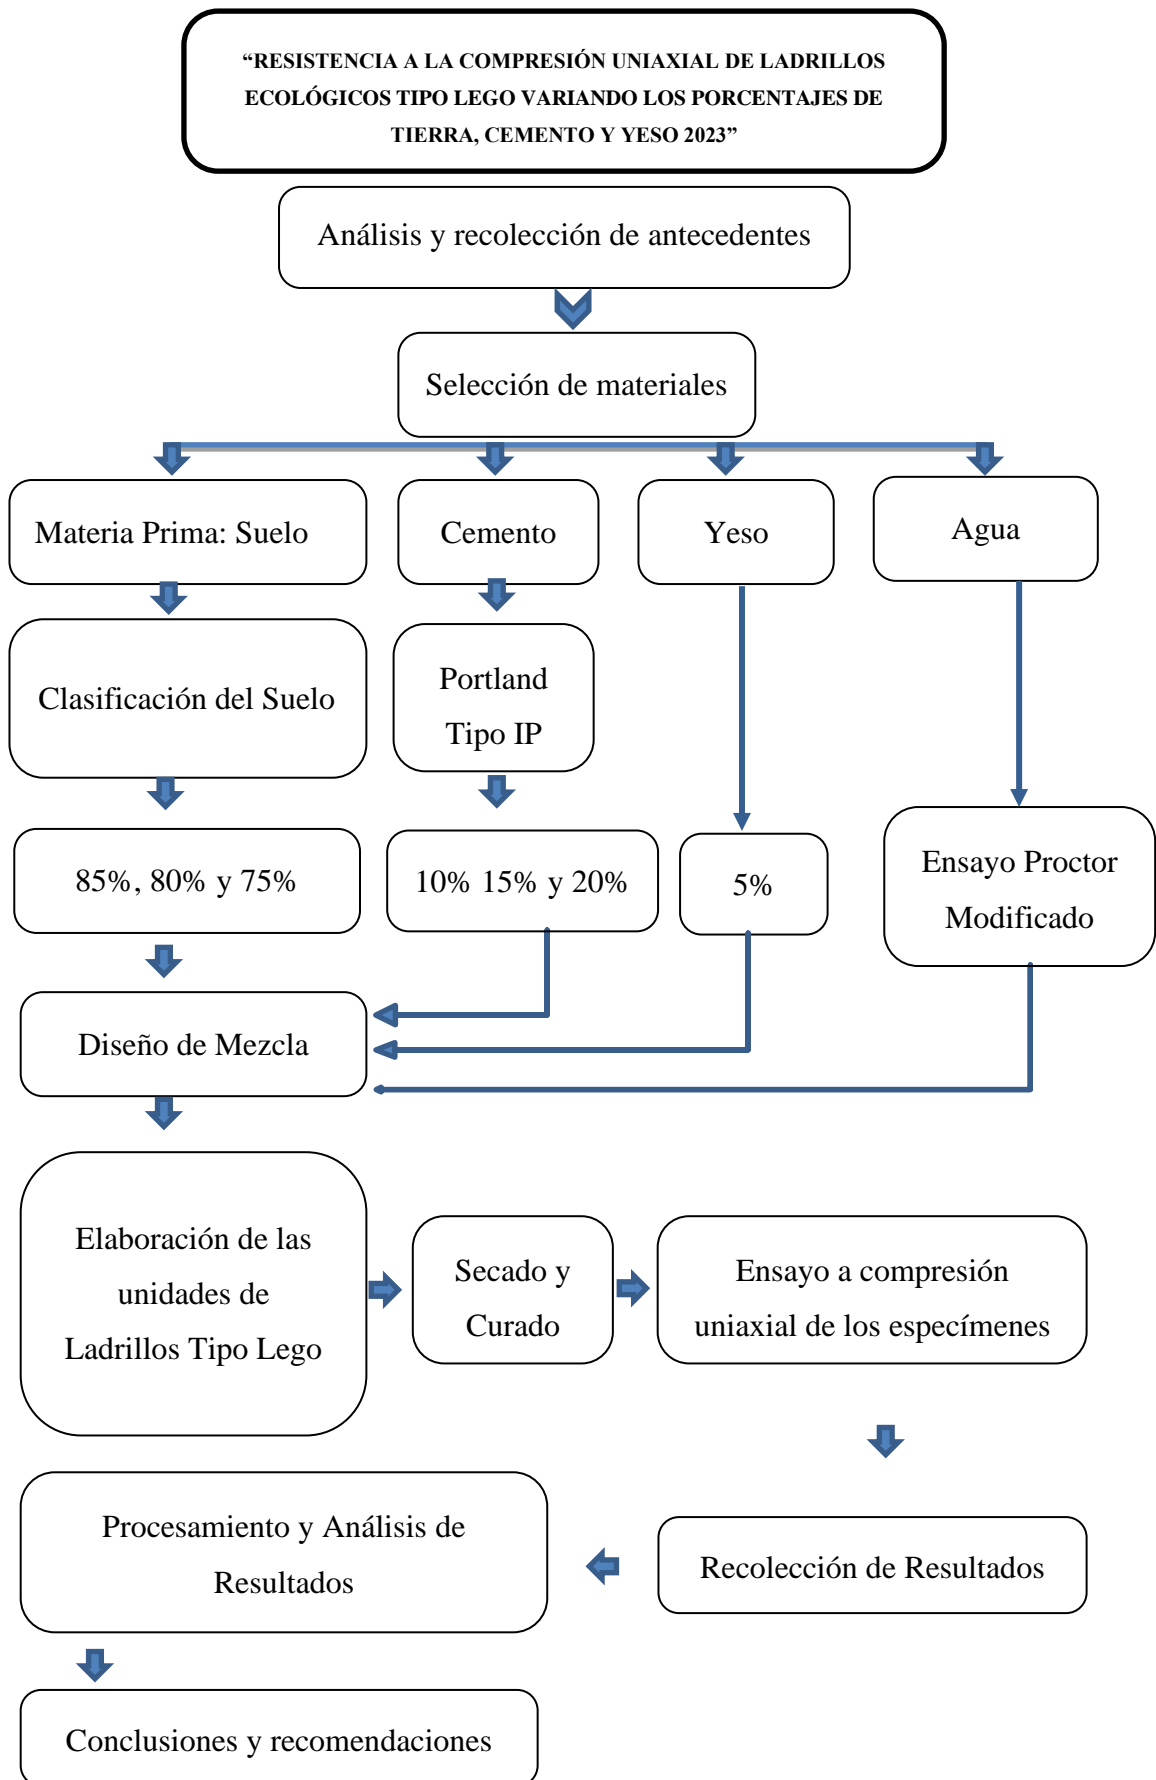 “RESISTENCIA A LA COMPRESIÓN UNIAXIAL DE LADRILLOS
ECOLÓGICOS TIPO LEGO VARIANDO LOS PORCENTAJES DE
TIERRA, CEMENTO Y YESO 2023”
Análisis y recolección de antecedentes
Selección de materiales
Materia Prima: Suelo
Cemento
Yeso
Agua
Clasificación del Suelo
Portland
Tipo IP
85%, 80% y 75%
10% 15% y 20%
5%
Ensayo Proctor
Modificado
Diseño de Mezcla
Elaboración de las
unidades de
Ladrillos Tipo Lego
Secado y
Curado
Ensayo a compresión
uniaxial de los especímenes
Recolección de Resultados
Procesamiento y Análisis de
Resultados
Conclusiones y recomendaciones